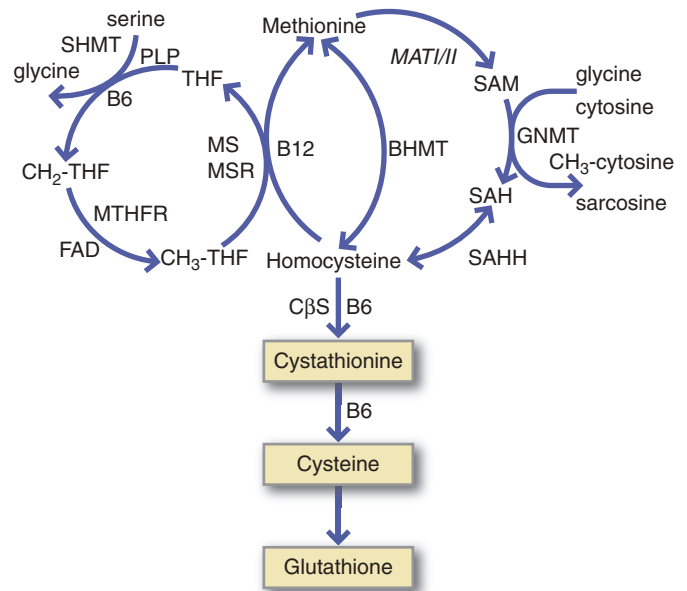 serine
SHMT
PLP
glycine
B6
THF
CH2-THF
MTHFR
FAD
CH3-THF
MS
MSR
B12
Methionine
BHMT
Homocysteine
MATI/II
SAM
glycine
cytosine
GNMT
CH3-cytosine
SAH
sarcosine
SAHH
CβS
B6
Cystathionine
B6
Cysteine
Glutathione